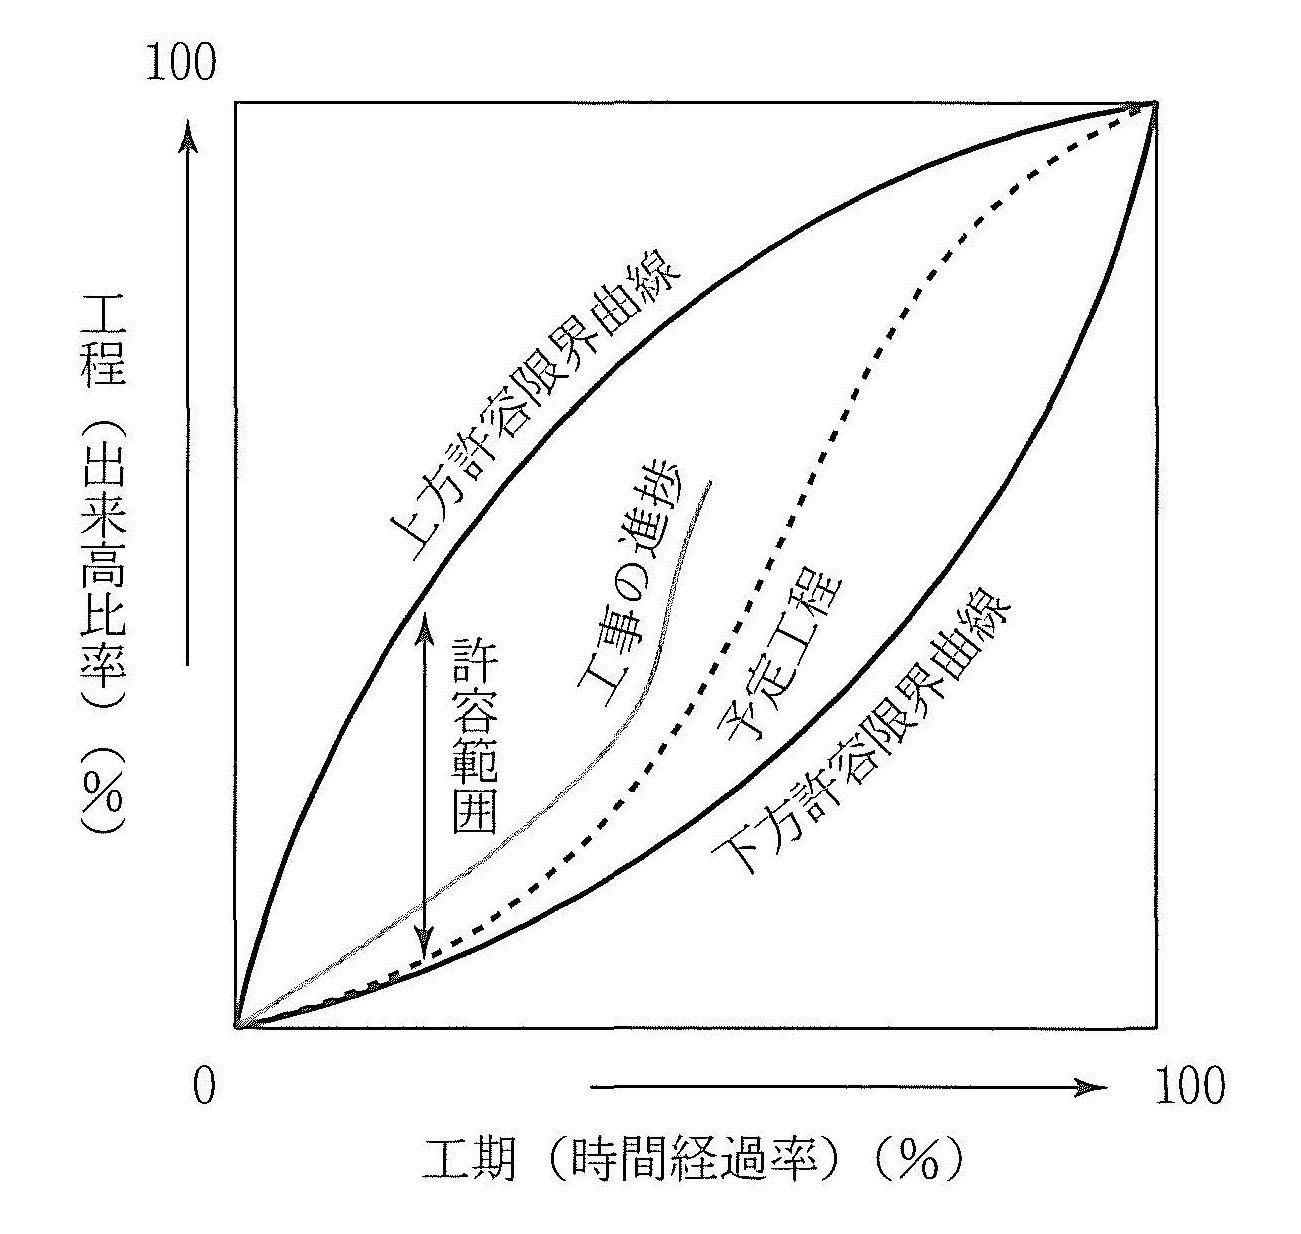 100
工程（出来高比率）（％）
上方許容限界曲線
工事の進捗
許容範囲
予定工程
下方許容限界曲線
0
100
工期（時間経過率）（％）